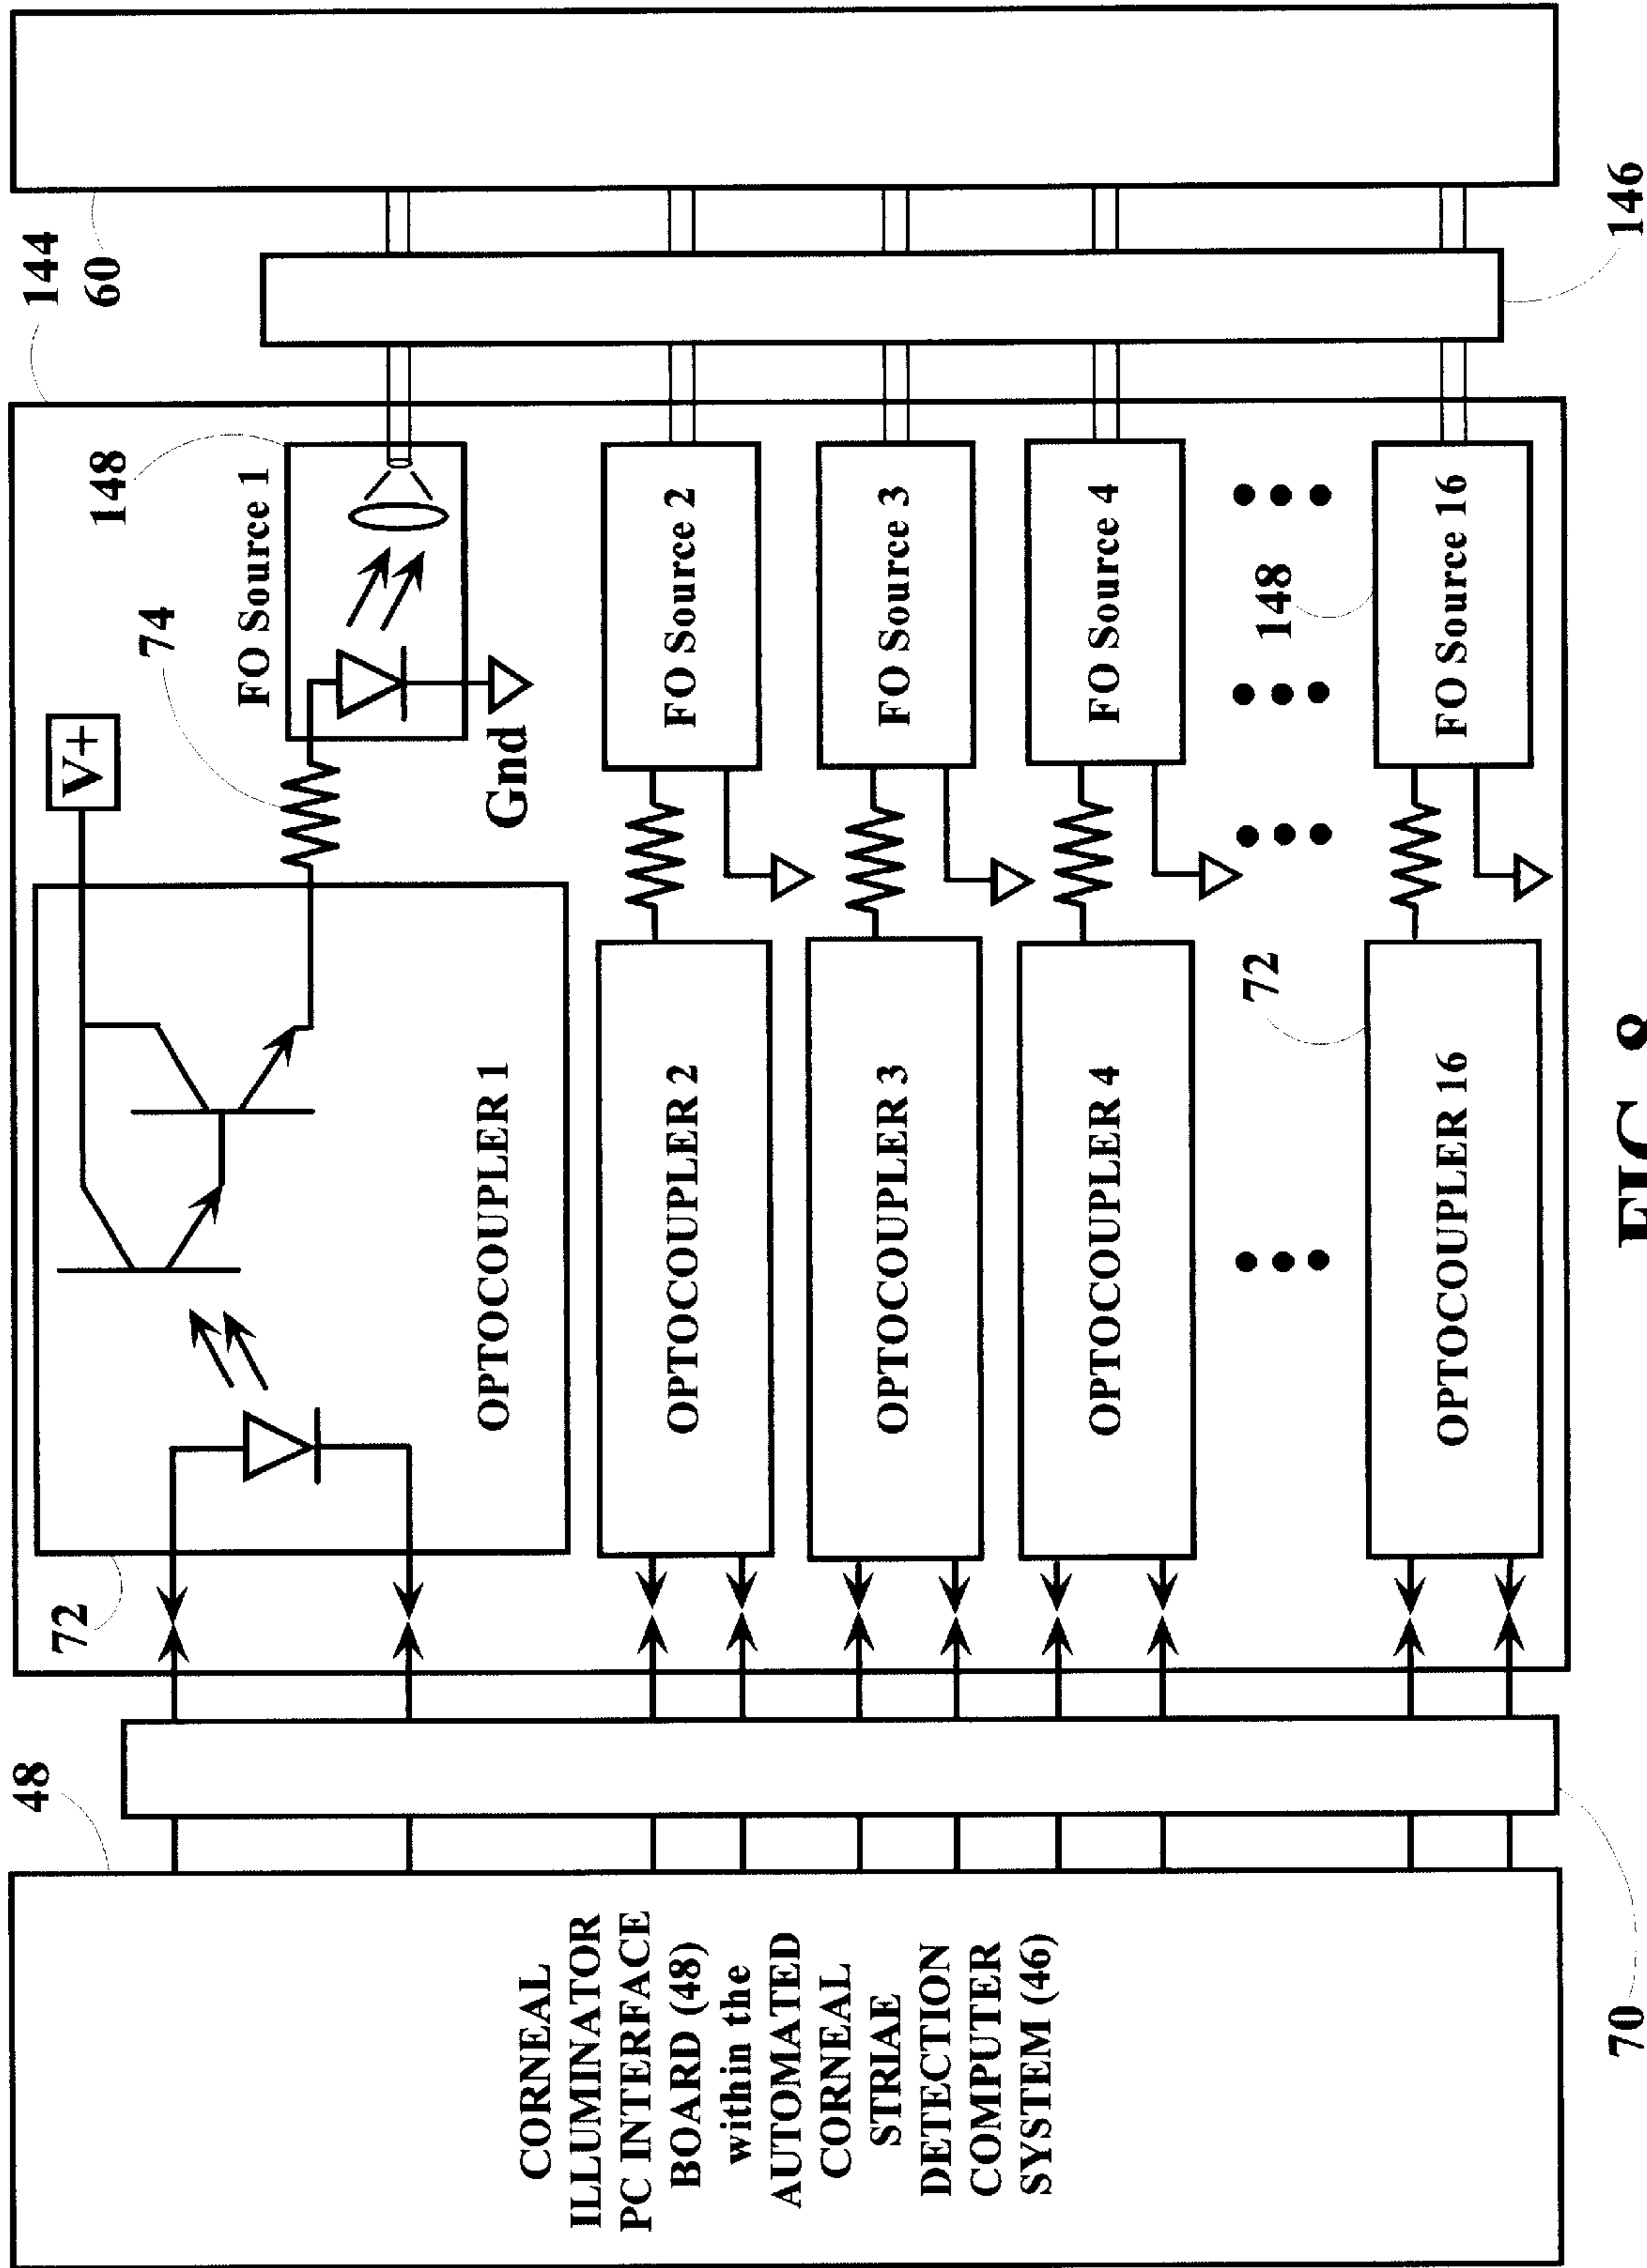 48
CORNEAL
ILLUMINATOR
PC INTERFACE
BOARD (48)
within the
AUTOMATED
CORNEAL
STRIAE
DETECTION
COMPUTER
SYSTEM (46)
70
72
OPTOCOUPLER 1
V+
74
FO Source 1
148
Gnd
144
60
OPTOCOUPLER 2
FO Source 2
OPTOCOUPLER 3
FO Source 3
OPTOCOUPLER 4
FO Source 4
72
148
OPTOCOUPLER 16
FO Source 16
146
FIG. 8